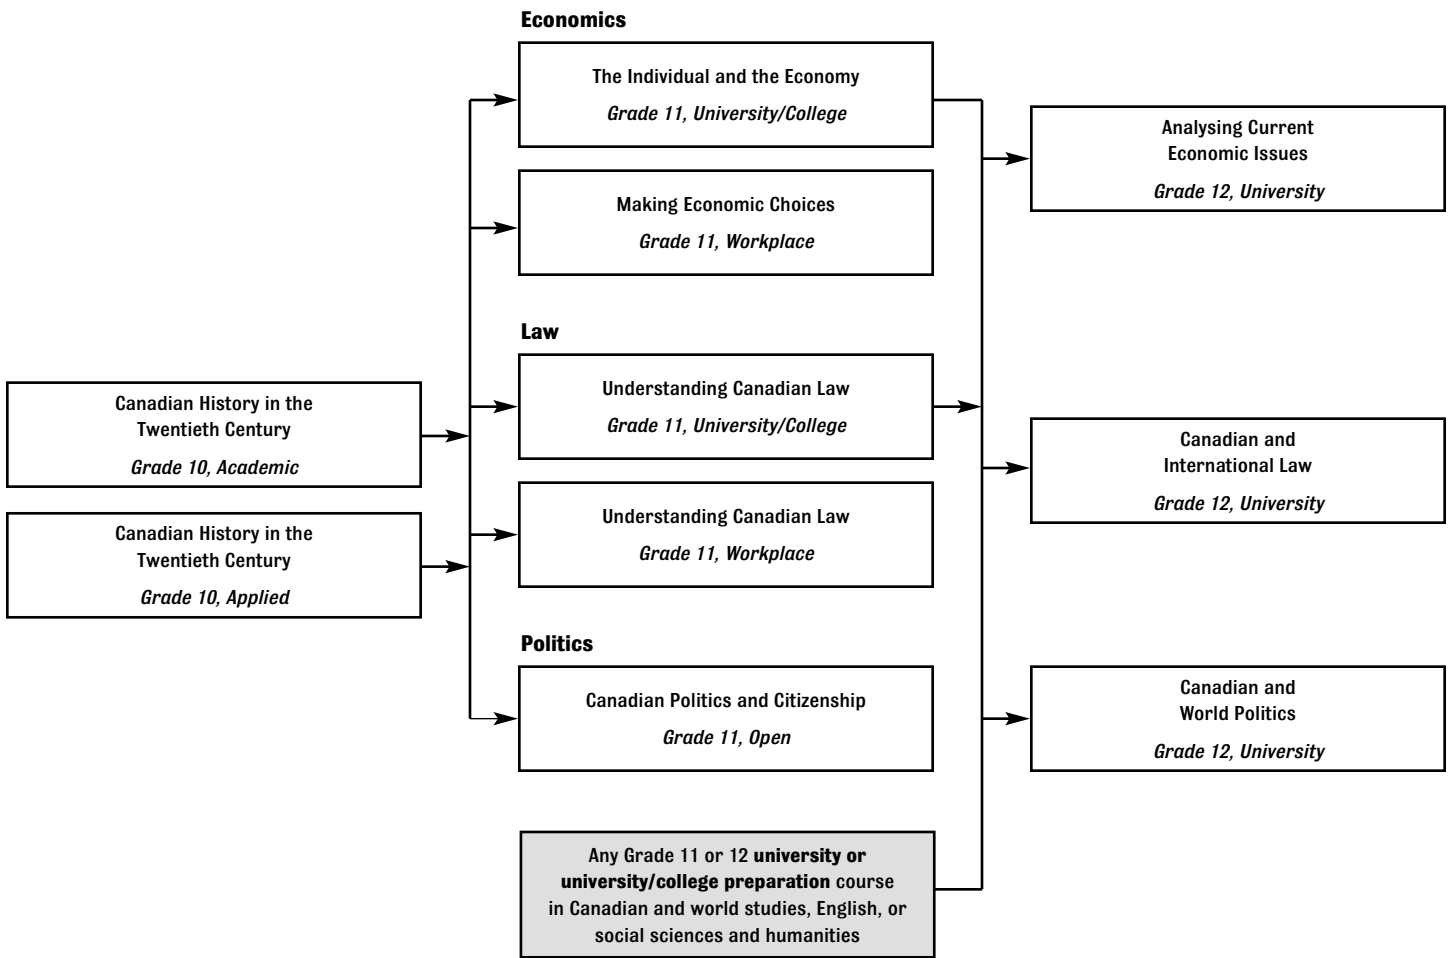 Economics
The Individual and the Economy
Grade 11, University/College
Making Economic Choices
Grade 11, Workplace
Law
Understanding Canadian Law
Grade 11, University/College
Understanding Canadian Law
Grade 11, Workplace
Politics
Canadian Politics and Citizenship
Grade 11, Open
Any Grade 11 or 12 university or
university/college preparation course
in Canadian and world studies, English, or
social sciences and humanities
Canadian History in the
Twentieth Century
Grade 10, Academic
Canadian History in the
Twentieth Century
Grade 10, Applied
Analysing Current
Economic Issues
Grade 12, University
Canadian and
International Law
Grade 12, University
Canadian and
World Politics
Grade 12, University